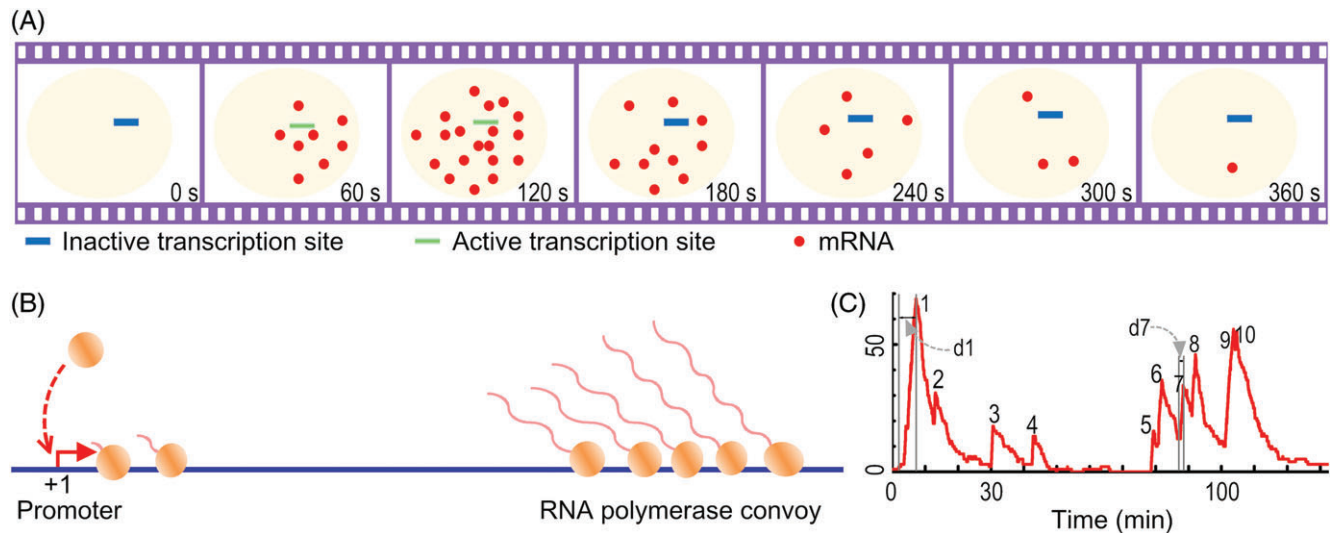 (A)
0 s
60 s
120 s
180 s
240 s
300 s
360 s
Inactive transcription site
Active transcription site
mRNA
(B)
+1
Promoter
RNA polymerase convoy
(C)
50
0
1
d1
2
3
4
5
6
d7
7
8
9
10
0
30
100
Time (min)